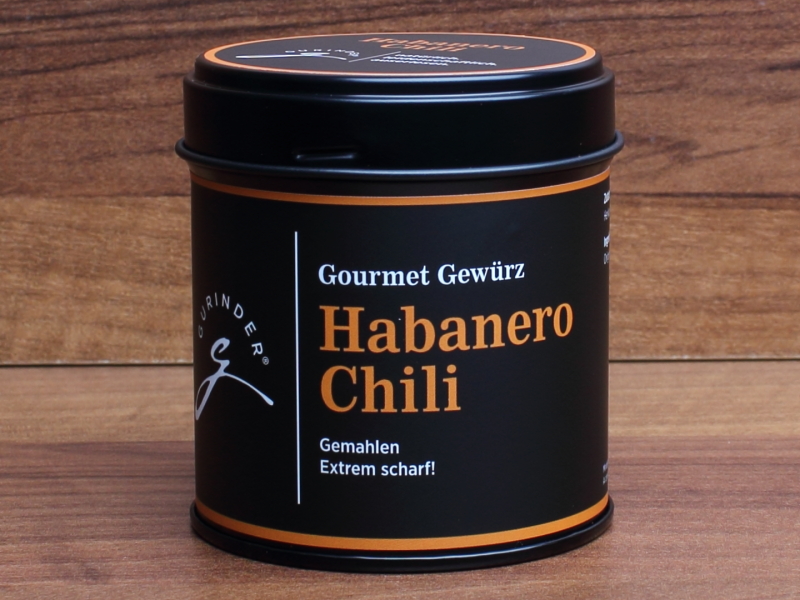 Habanero
Chili
GURINDER®
Gourmet Gewürz
Habanero
Chili
Gemahlen
Extrem scharf!